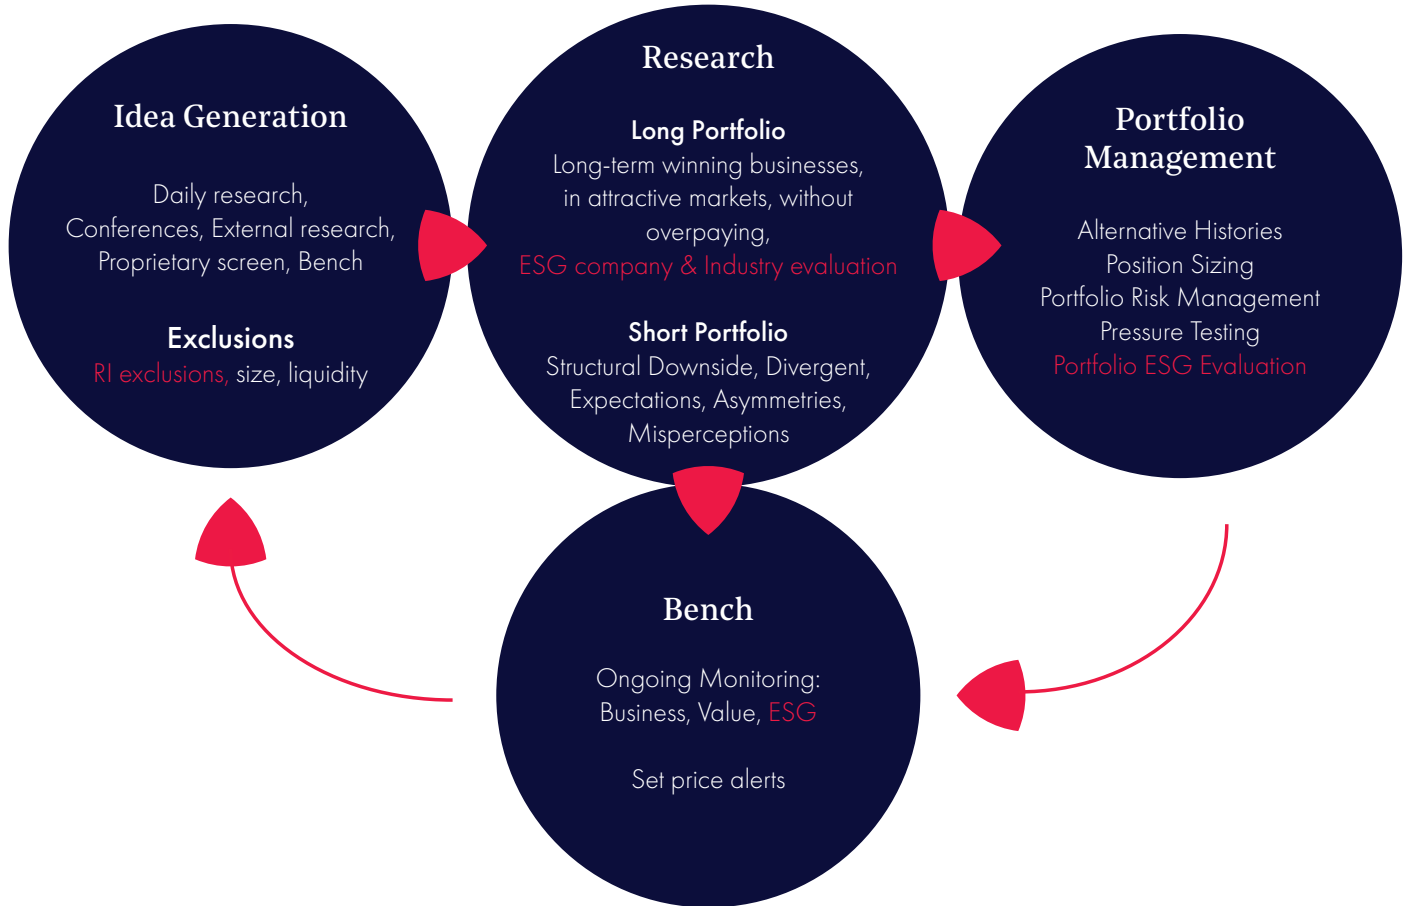 Idea Generation
Daily research,
Conferences, External research,
Proprietary screen, Bench
Exclusions
RI exclusions, size, liquidity
Research
Long Portfolio
Long-term winning businesses,
in attractive markets, without
overpaying,
ESG company & Industry evaluation
Short Portfolio
Structural Downside, Divergent,
Expectations, Asymmetries,
Misperceptions
Portfolio
Management
Alternative Histories
Position Sizing
Portfolio Risk Management
Pressure Testing
Portfolio ESG Evaluation
Bench
Ongoing Monitoring:
Business, Value, ESG
Set price alerts